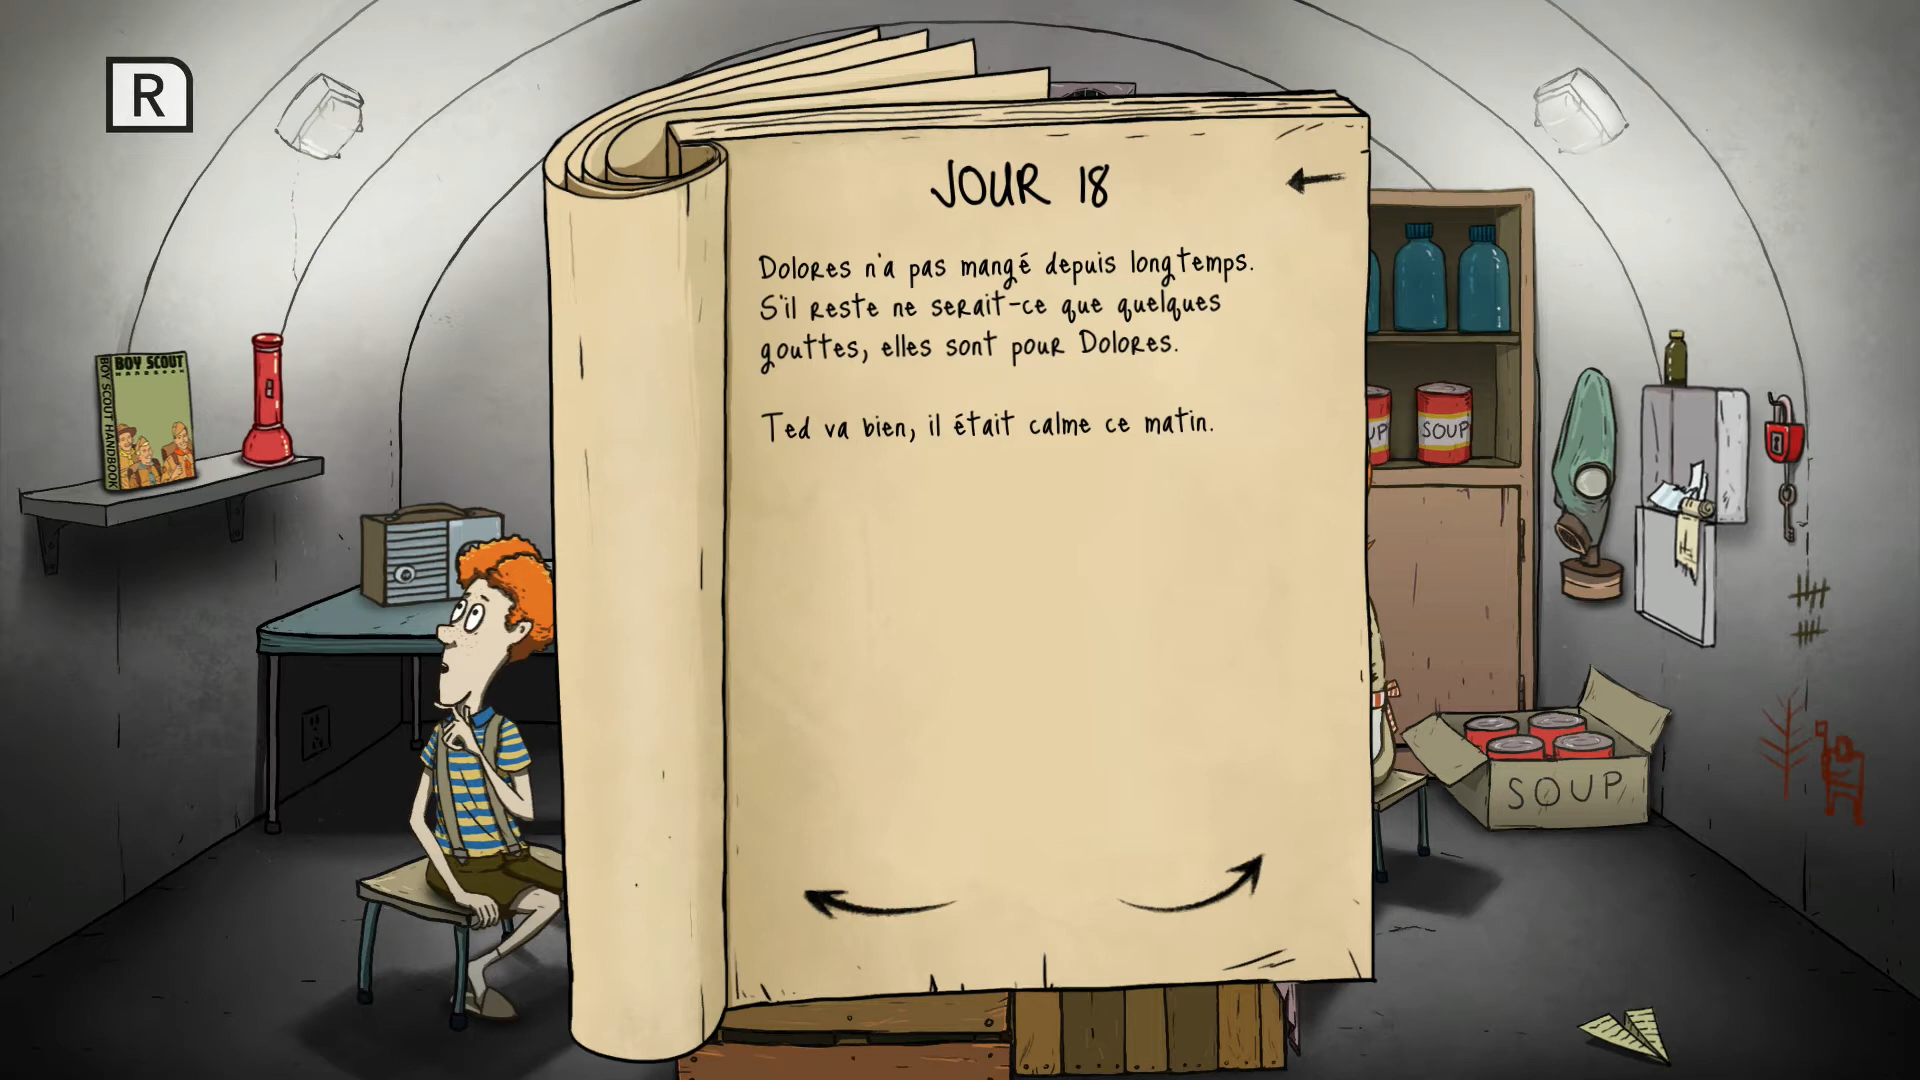 R
JOUR 18
Dolores n'a pas mangé depuis longtemps.
S'il reste ne serait-ce que quelques
gouttes, elles sont pour Dolores.
Ted va bien, il était calme ce matin.
BOY SCOUT
HANDBOOK
BOY SCOUT HANDBOOK
UP
SOUP
SOUP